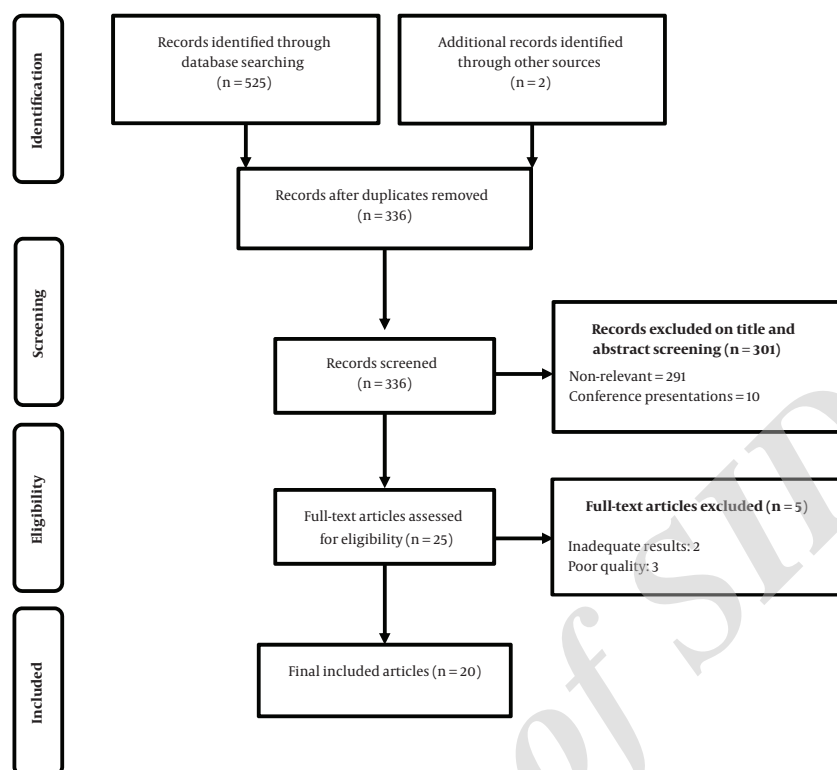 Identification
Records identified through
database searching
(n = 525)
Additional records identified
through other sources
(n = 2)
Records after duplicates removed
(n = 336)
Screening
Records screened
(n = 336)
Records excluded on title and
abstract screening (n = 301)
Non-relevant = 291
Conference presentations = 10
Eligibility
Full-text articles assessed
for eligibility (n = 25)
Full-text articles excluded (n = 5)
Inadequate results: 2
Poor quality: 3
Included
Final included articles (n = 20)
of SID